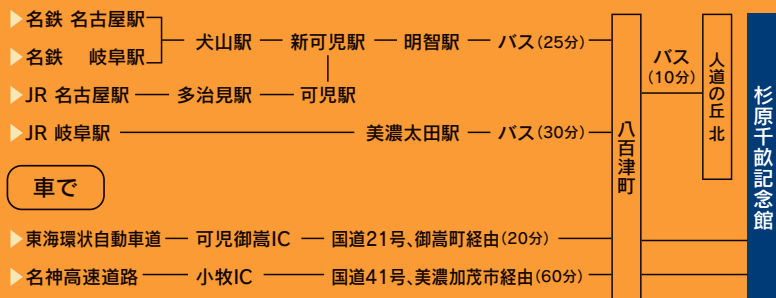 名鉄 名古屋駅
名鉄 岐阜駅
犬山駅 新可児駅 明智駅 バス(25分)
JR 名古屋駅 多治見駅 可児駅
JR 岐阜駅 美濃太田駅 バス(30分)
八百津町
バス
(10分)
人道の丘 北
杉原千畝記念館
車で
東海環状自動車道 可児御嵩IC 国道21号、御嵩町経由(20分)
名神高速道路 小牧IC 国道41号、美濃加茂市経由(60分)